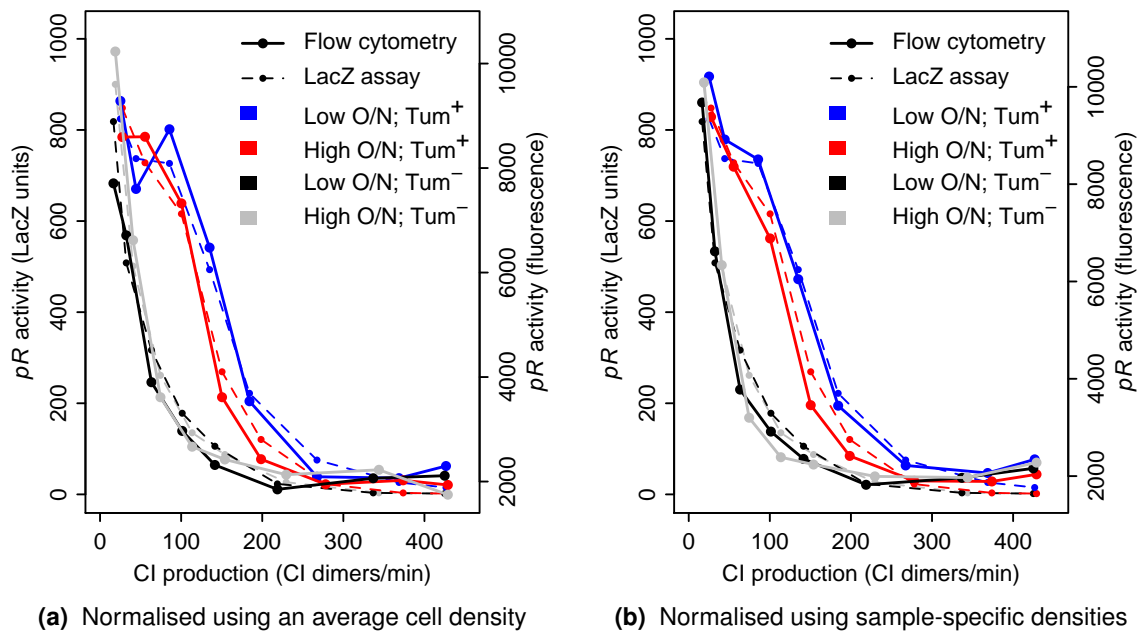 0 200 400 600 800 1000
pR activity (LacZ units)
Flow cytometry
LacZ assay
Low O/N; Tum+
High O/N; Tum+
Low O/N; Tum−
High O/N; Tum−
2000 4000 6000 8000 10000
pR activity (fluorescence)
0 100 200 300 400
CI production (CI dimers/min)
(a) Normalised using an average cell density
0 200 400 600 800 1000
pR activity (LacZ units)
Flow cytometry
LacZ assay
Low O/N; Tum+
High O/N; Tum+
Low O/N; Tum−
High O/N; Tum−
2000 4000 6000 8000 10000
pR activity (fluorescence)
0 100 200 300 400
CI production (CI dimers/min)
(b) Normalised using sample-specific densities